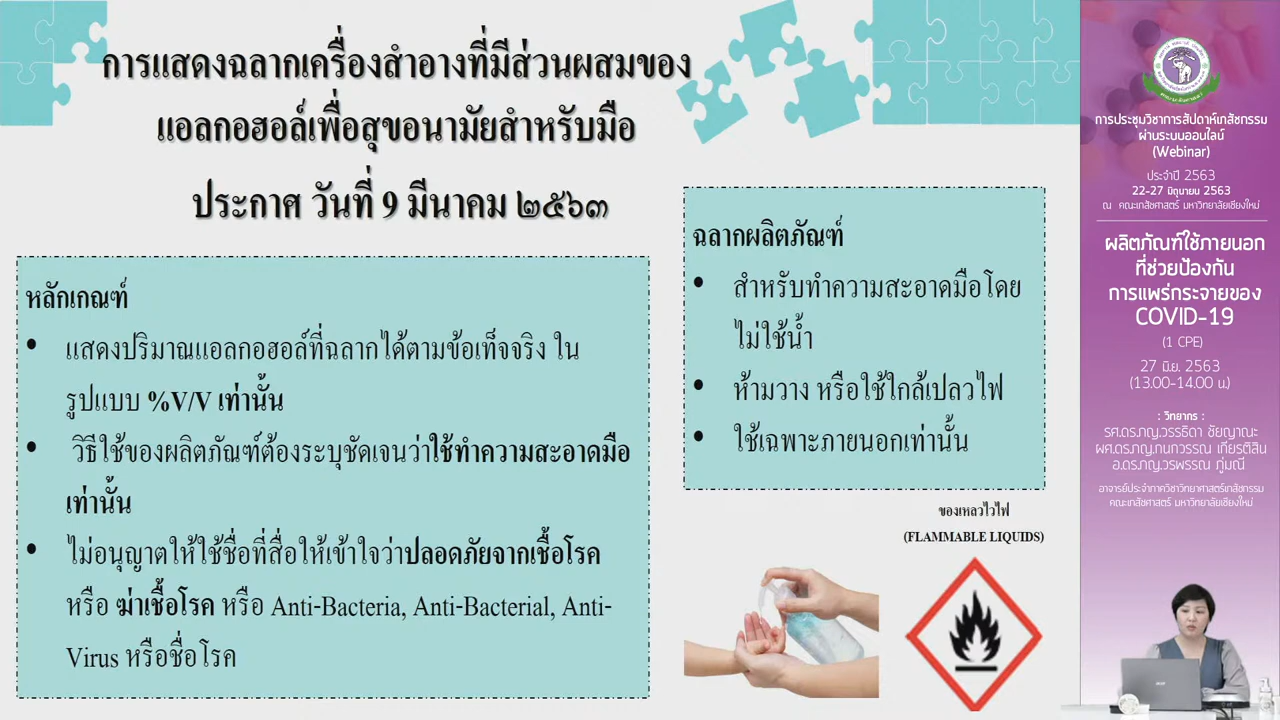 การแสดงฉลากเครื่องสำอางที่มีส่วนผสมของ
แอลกอฮอล์เพื่อสุขอนามัยสำหรับมือ
ประกาศ วันที่ 9 มีนาคม ๒๕๖๓
หลักเกณฑ์
• แสดงปริมาณแอลกอฮอล์ที่ฉลากได้ตามข้อเท็จจริง ใน
รูปแบบ %V/V เท่านั้น
• วิธีใช้ของผลิตภัณฑ์ต้องระบุชัดเจนว่าใช้ทำความสะอาดมือ
เท่านั้น
• ไม่อนุญาตให้ใช้ชื่อที่สื่อให้เข้าใจว่าปลอดภัยจากเชื้อโรค
หรือ ฆ่าเชื้อโรค หรือ Anti-Bacteria, Anti-Bacterial, Anti-
Virus หรือชื่อโรค
ฉลากผลิตภัณฑ์
• สำหรับทำความสะอาดมือโดย
ไม่ใช้น้ำ
• ห้ามวาง หรือใช้ใกล้เปลวไฟ
• ใช้เฉพาะภายนอกเท่านั้น
ของเหลวไวไฟ
(FLAMMABLE LIQUIDS)
การประชุมวิชาการสัปดาห์เภสัชกรรม
ผ่านระบบออนไลน์
(Webinar)
ประจำปี 2563
22-27 มิถุนายน 2563
ณ คณะเภสัชศาสตร์ มหาวิทยาลัยเชียงใหม่
ผลิตภัณฑ์ใช้ภายนอก
ที่ช่วยป้องกัน
การแพร่กระจายของ
COVID-19
(1 CPE)
27 มิ.ย. 2563
(13.00-14.00 น.)
: วิทยากร :
รศ.ดร.ภญ.วรรธิดา ชัยญาณะ
ผศ.ดร.ภญ.กนกวรรณ เกียรติสิน
อ.ดร.ภญ.วรพรรณ ภู่มณี
อาจารย์ประจำภาควิชาวิทยาศาสตร์เภสัชกรรม
คณะเภสัชศาสตร์ มหาวิทยาลัยเชียงใหม่